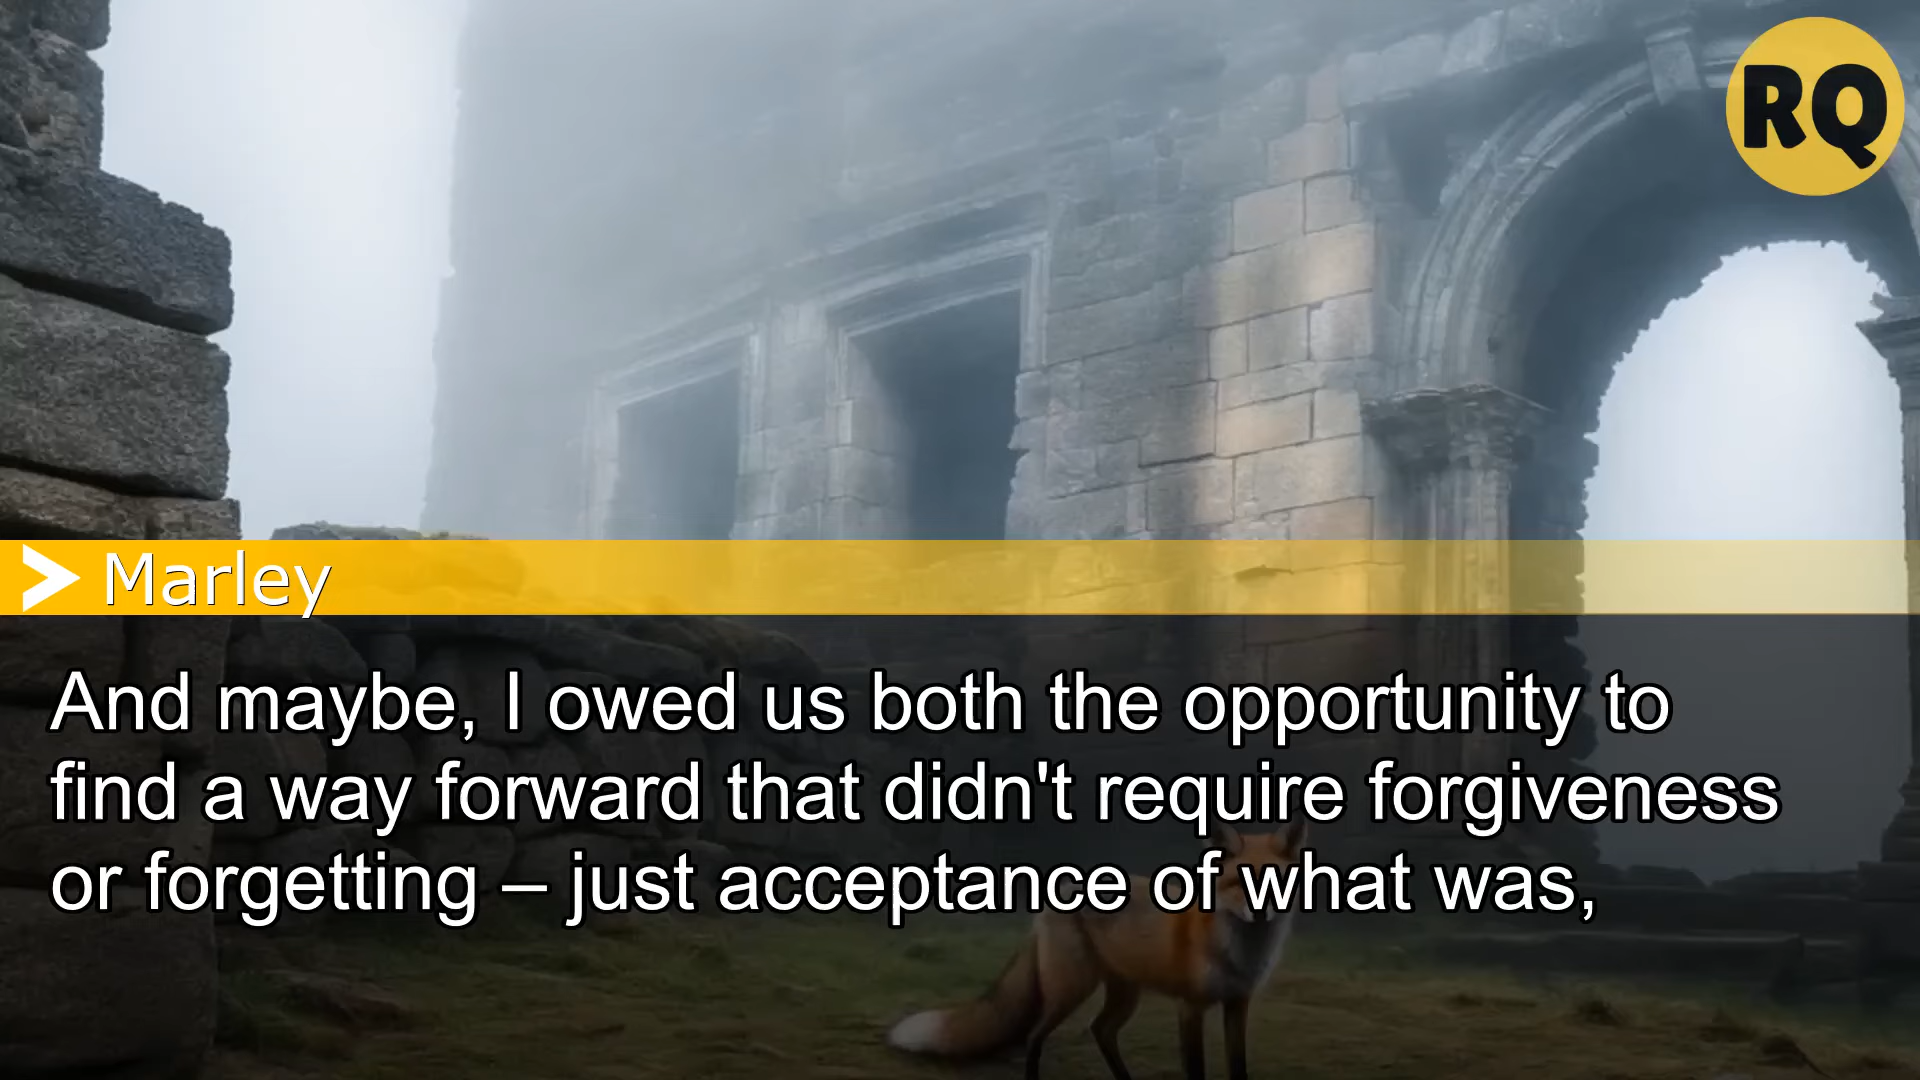 RQ
Marley
And maybe, I owed us both the opportunity to
find a way forward that didn't require forgiveness
or forgetting – just acceptance of what was,